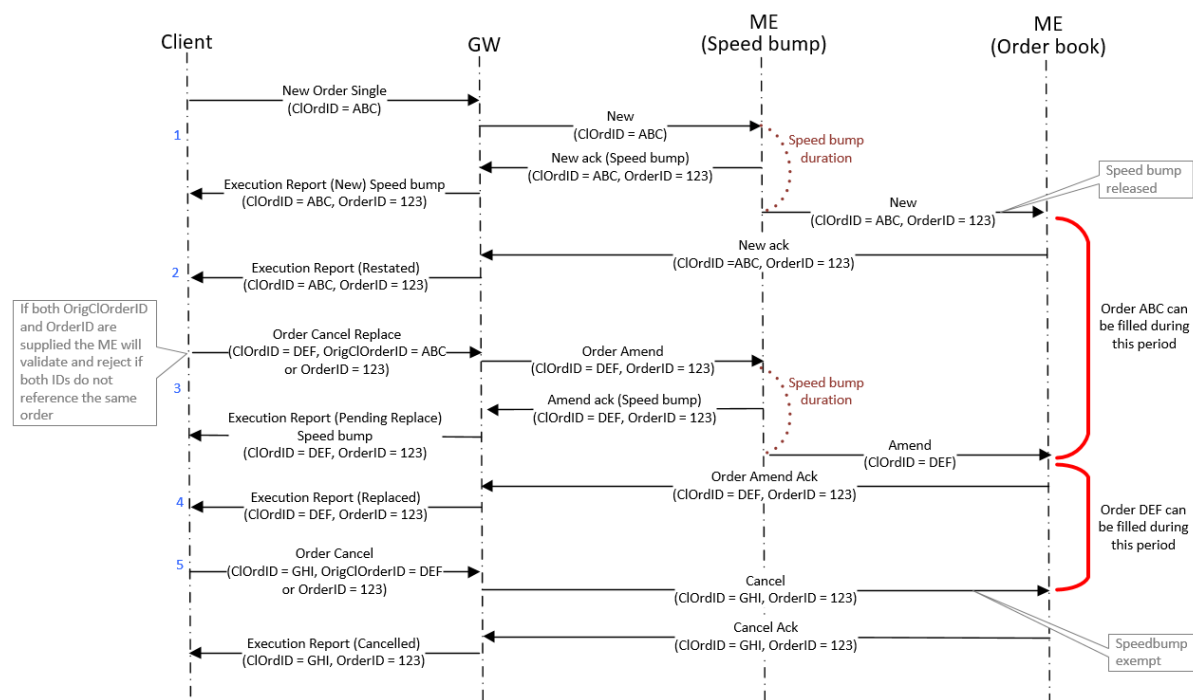 Client
GW
ME
(Speed bump)
ME
(Order book)
New Order Single
(ClOrdID = ABC)
1
New
(ClOrdID = ABC)
Speed bump
duration
New ack (Speed bump)
(ClOrdID = ABC, OrderID = 123)
Execution Report (New) Speed bump
(ClOrdID = ABC, OrderID = 123)
Speed bump
released
New
(ClOrdID = ABC, OrderID = 123)
New ack
(ClOrdID =ABC, OrderID = 123)
2
Execution Report (Restated)
(ClOrdID = ABC, OrderID = 123)
If both OrigClOrderID
and OrderID are
supplied the ME will
validate and reject if
both IDs do not
reference the same
order
Order ABC can
be filled during
this period
Order Cancel Replace
(ClOrdID = DEF, OrigClOrderID = ABC
or OrderID = 123)
Order Amend
(ClOrdID = DEF, OrderID = 123)
3
Speed bump
duration
Amend ack (Speed bump)
(ClOrdID = DEF, OrderID = 123)
Execution Report (Pending Replace)
Speed bump
(ClOrdID = DEF, OrderID = 123)
Amend
(ClOrdID = DEF)
Order Amend Ack
(ClOrdID = DEF, OrderID = 123)
4
Execution Report (Replaced)
(ClOrdID = DEF, OrderID = 123)
Order DEF can
be filled during
this period
5
Order Cancel
(ClOrdID = GHI, OrigClOrderID = DEF
or OrderID = 123)
Cancel
(ClOrdID = GHI, OrderID = 123)
Cancel Ack
(ClOrdID = GHI, OrderID = 123)
Execution Report (Cancelled)
(ClOrdID = GHI, OrderID = 123)
Speedbump
exempt